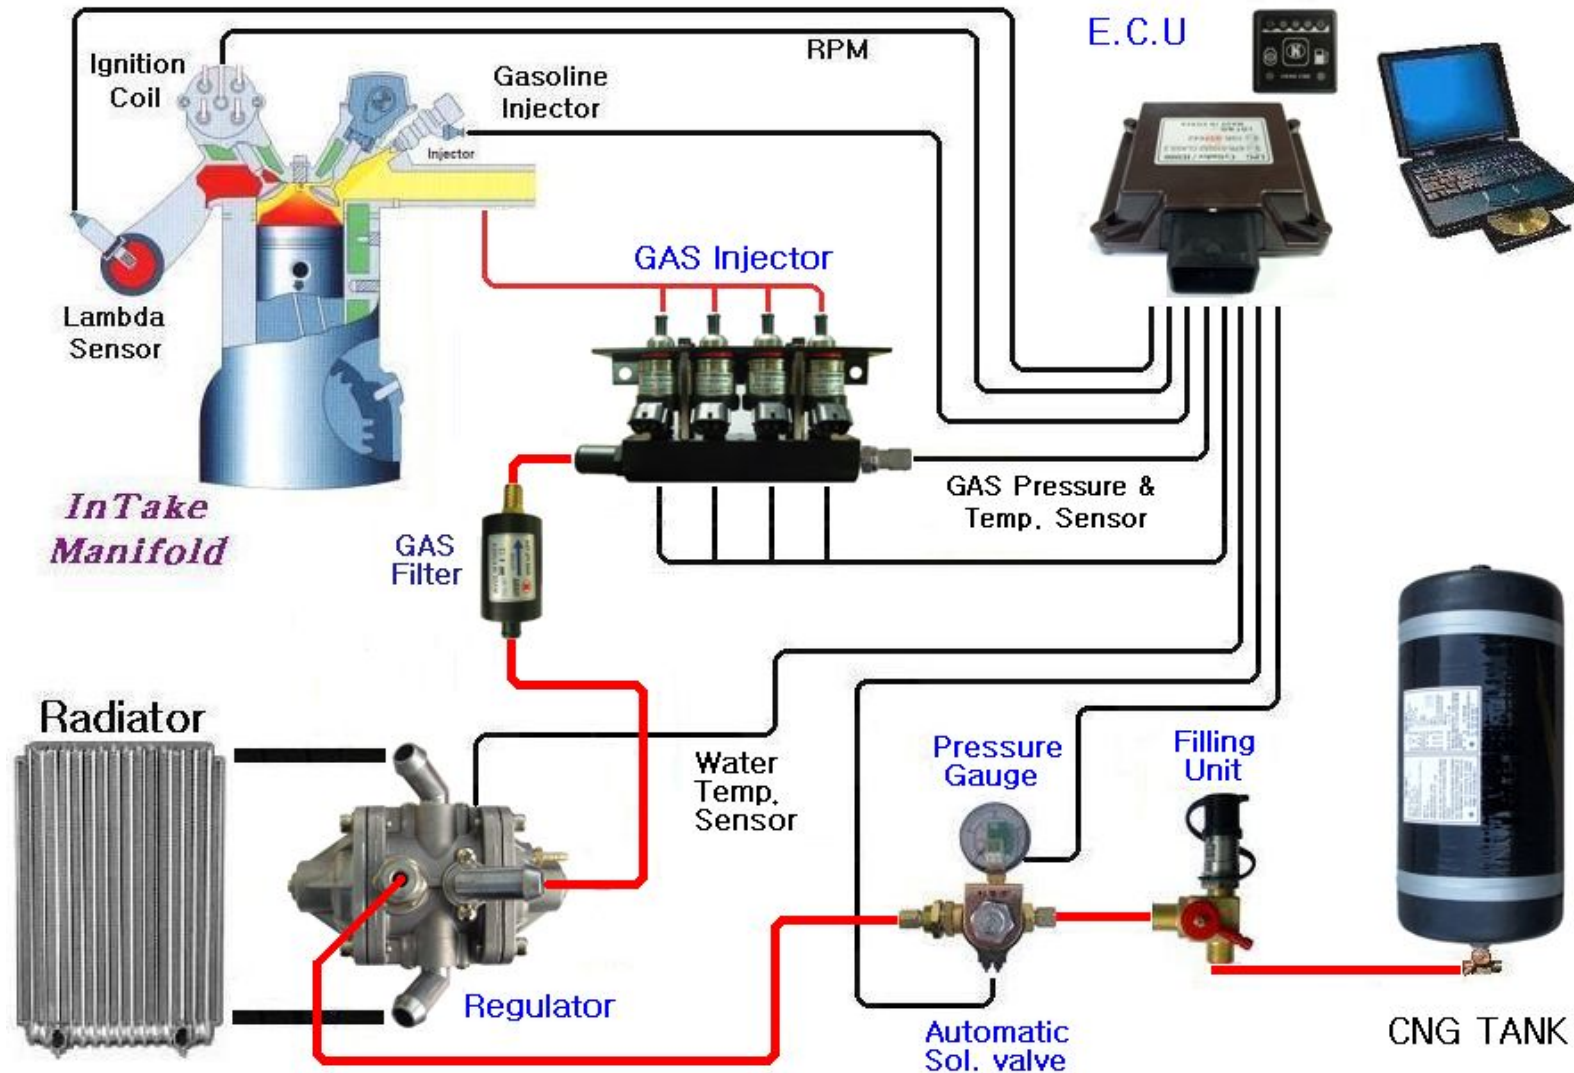 E.C.U
RPM
Ignition
Coil
Gasoline
Injector
Injector
GAS Injector
Lambda
Sensor
GAS Pressure &
Temp. Sensor
InTake
Manifold
GAS
Filter
Radiator
Water
Temp.
Sensor
Pressure
Gauge
Filling
Unit
Regulator
Automatic
Sol. valve
CNG TANK